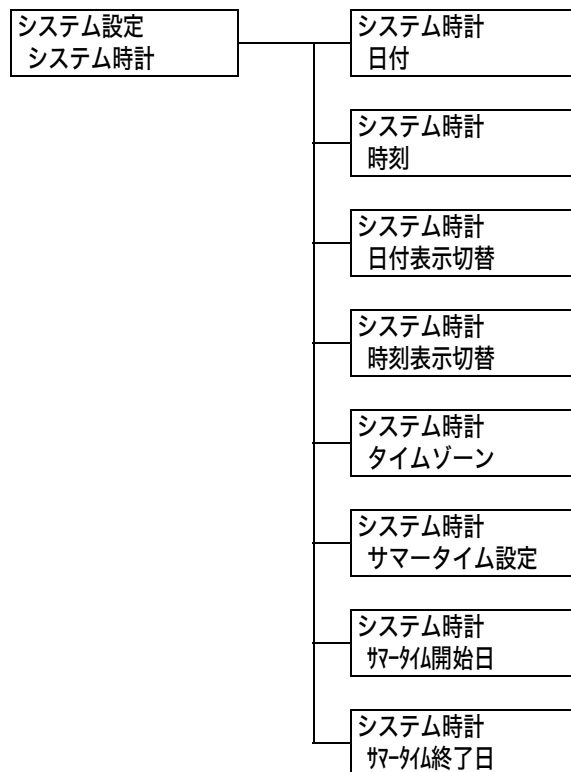 システム設定
システム時計
システム時計
日付
システム時計
時刻
システム時計
日付表示切替
システム時計
時刻表示切替
システム時計
タイムゾーン
システム時計
サマータイム設定
システム時計
ｻﾏｰﾀｲﾑ開始日
システム時計
ｻﾏｰﾀｲﾑ終了日